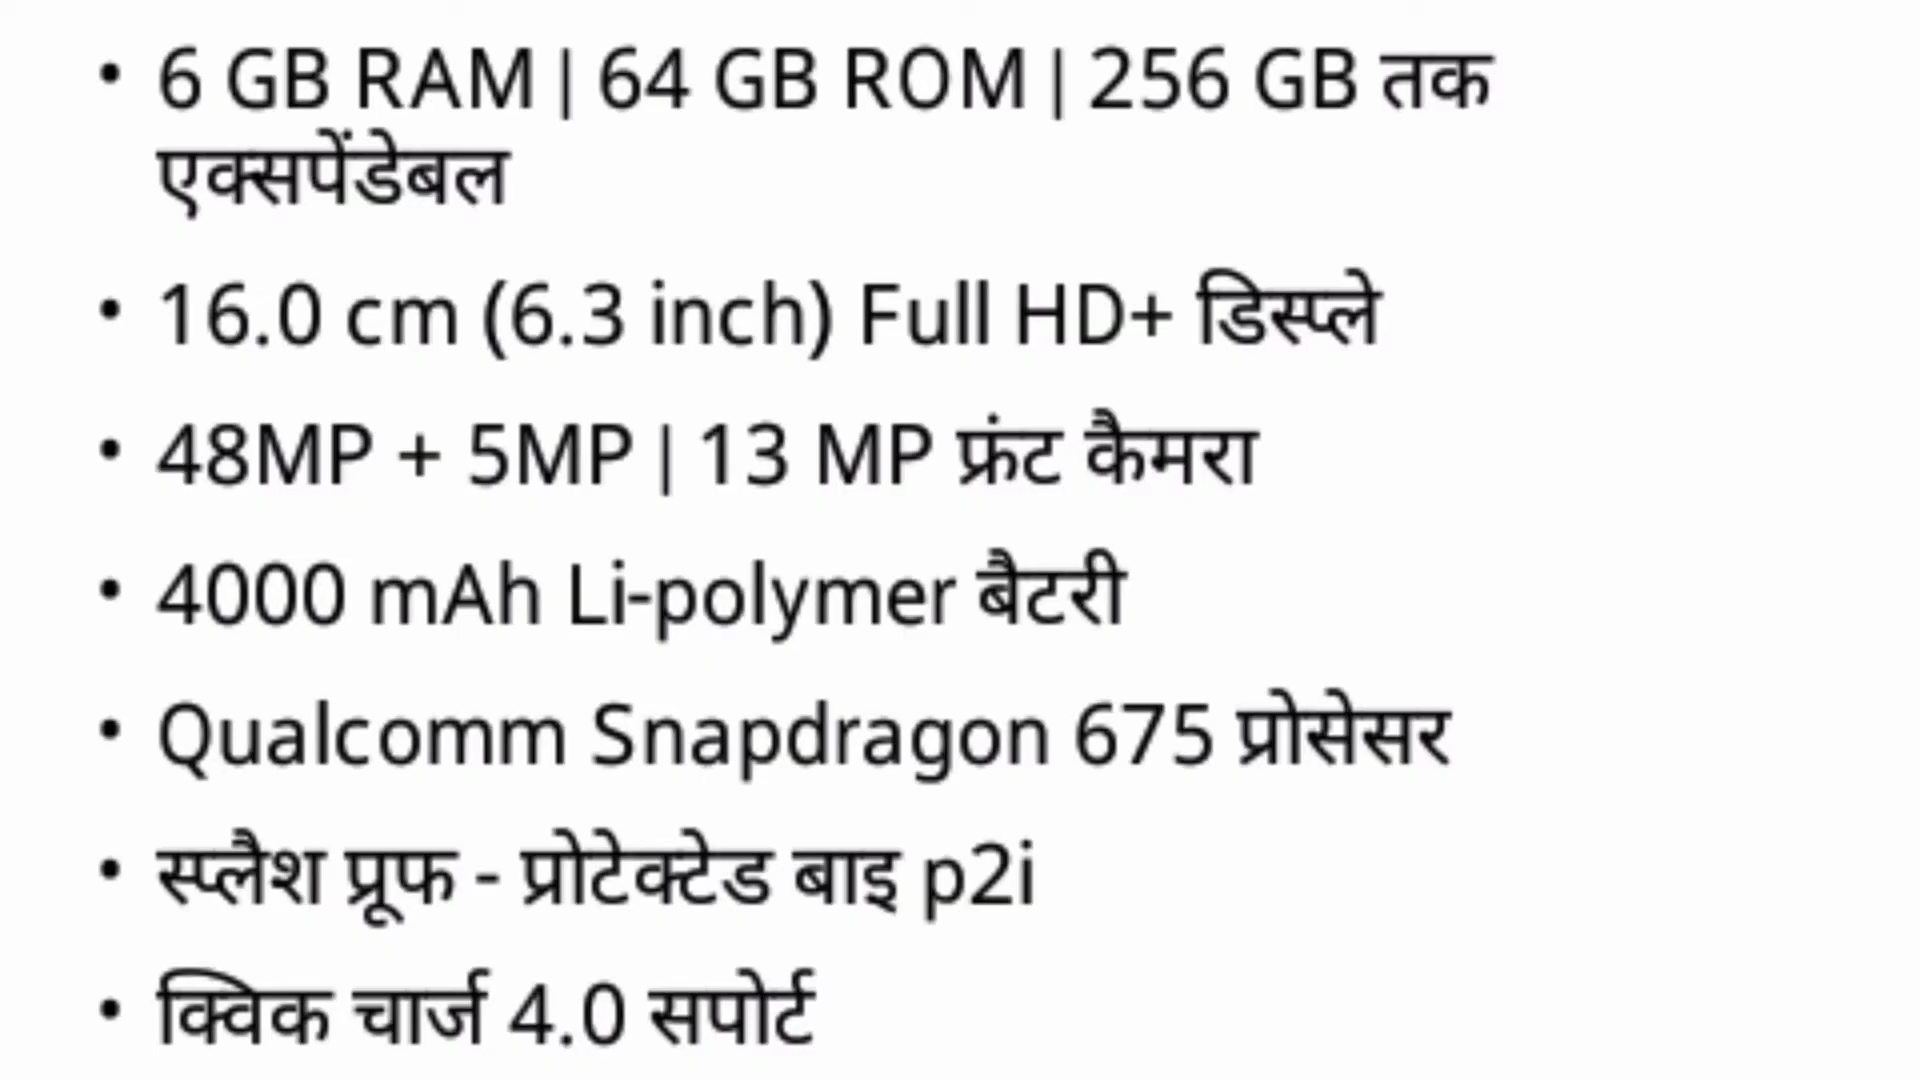 • 6 GB RAM | 64 GB ROM | 256 GB तक
एक्सपेंडेबल
• 16.0 cm (6.3 inch) Full HD+ डिस्प्ले
• 48MP + 5MP | 13 MP फ्रंट कैमरा
• 4000 mAh Li-polymer बैटरी
• Qualcomm Snapdragon 675 प्रोसेसर
• स्प्लैश प्रूफ - प्रोटेक्टेड बाइ p2i
• क्विक चार्ज 4.0 सपोर्ट